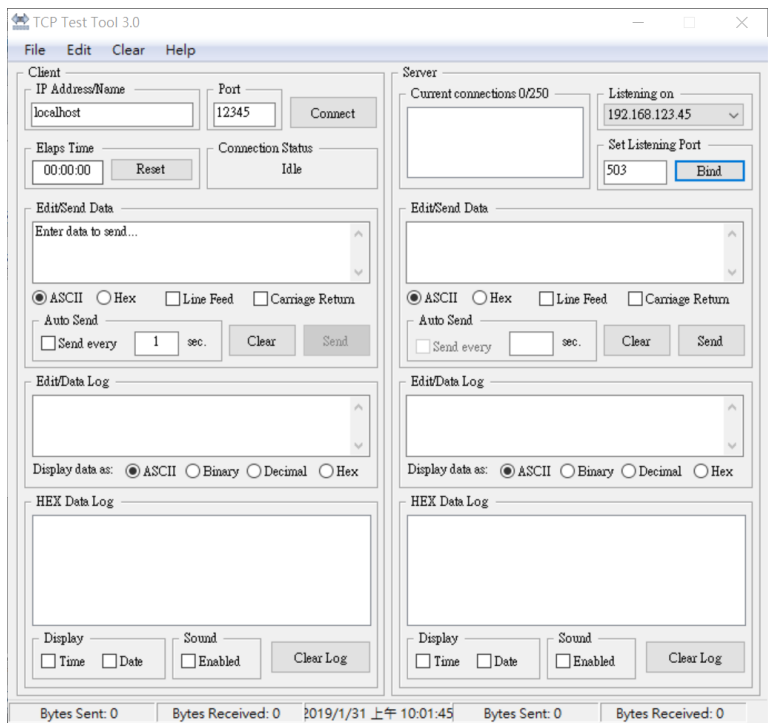 TCP Test Tool 3.0
File Edit Clear Help
Client
IP Address/Name
localhost
Port
12345
Connect
Elaps Time
00:00:00
Reset
Connection Status
Idle
Edit/Send Data
Enter data to send...
ASCII Hex Line Feed Carriage Return
Auto Send
Send every 1 sec.
Clear
Send
Edit/Data Log
Display data as: ASCII Binary Decimal Hex
HEX Data Log
Display
Time Date
Sound
Enabled
Clear Log
Server
Current connections 0/250
Listening on
192.168.123.45
Set Listening Port
503
Bind
Edit/Send Data
ASCII Hex Line Feed Carriage Return
Auto Send
Send every sec.
Clear
Send
Edit/Data Log
Display data as: ASCII Binary Decimal Hex
HEX Data Log
Display
Time Date
Sound
Enabled
Clear Log
Bytes Sent: 0 Bytes Received: 0 2019/1/31 上午 10:01:45 Bytes Sent: 0 Bytes Received: 0